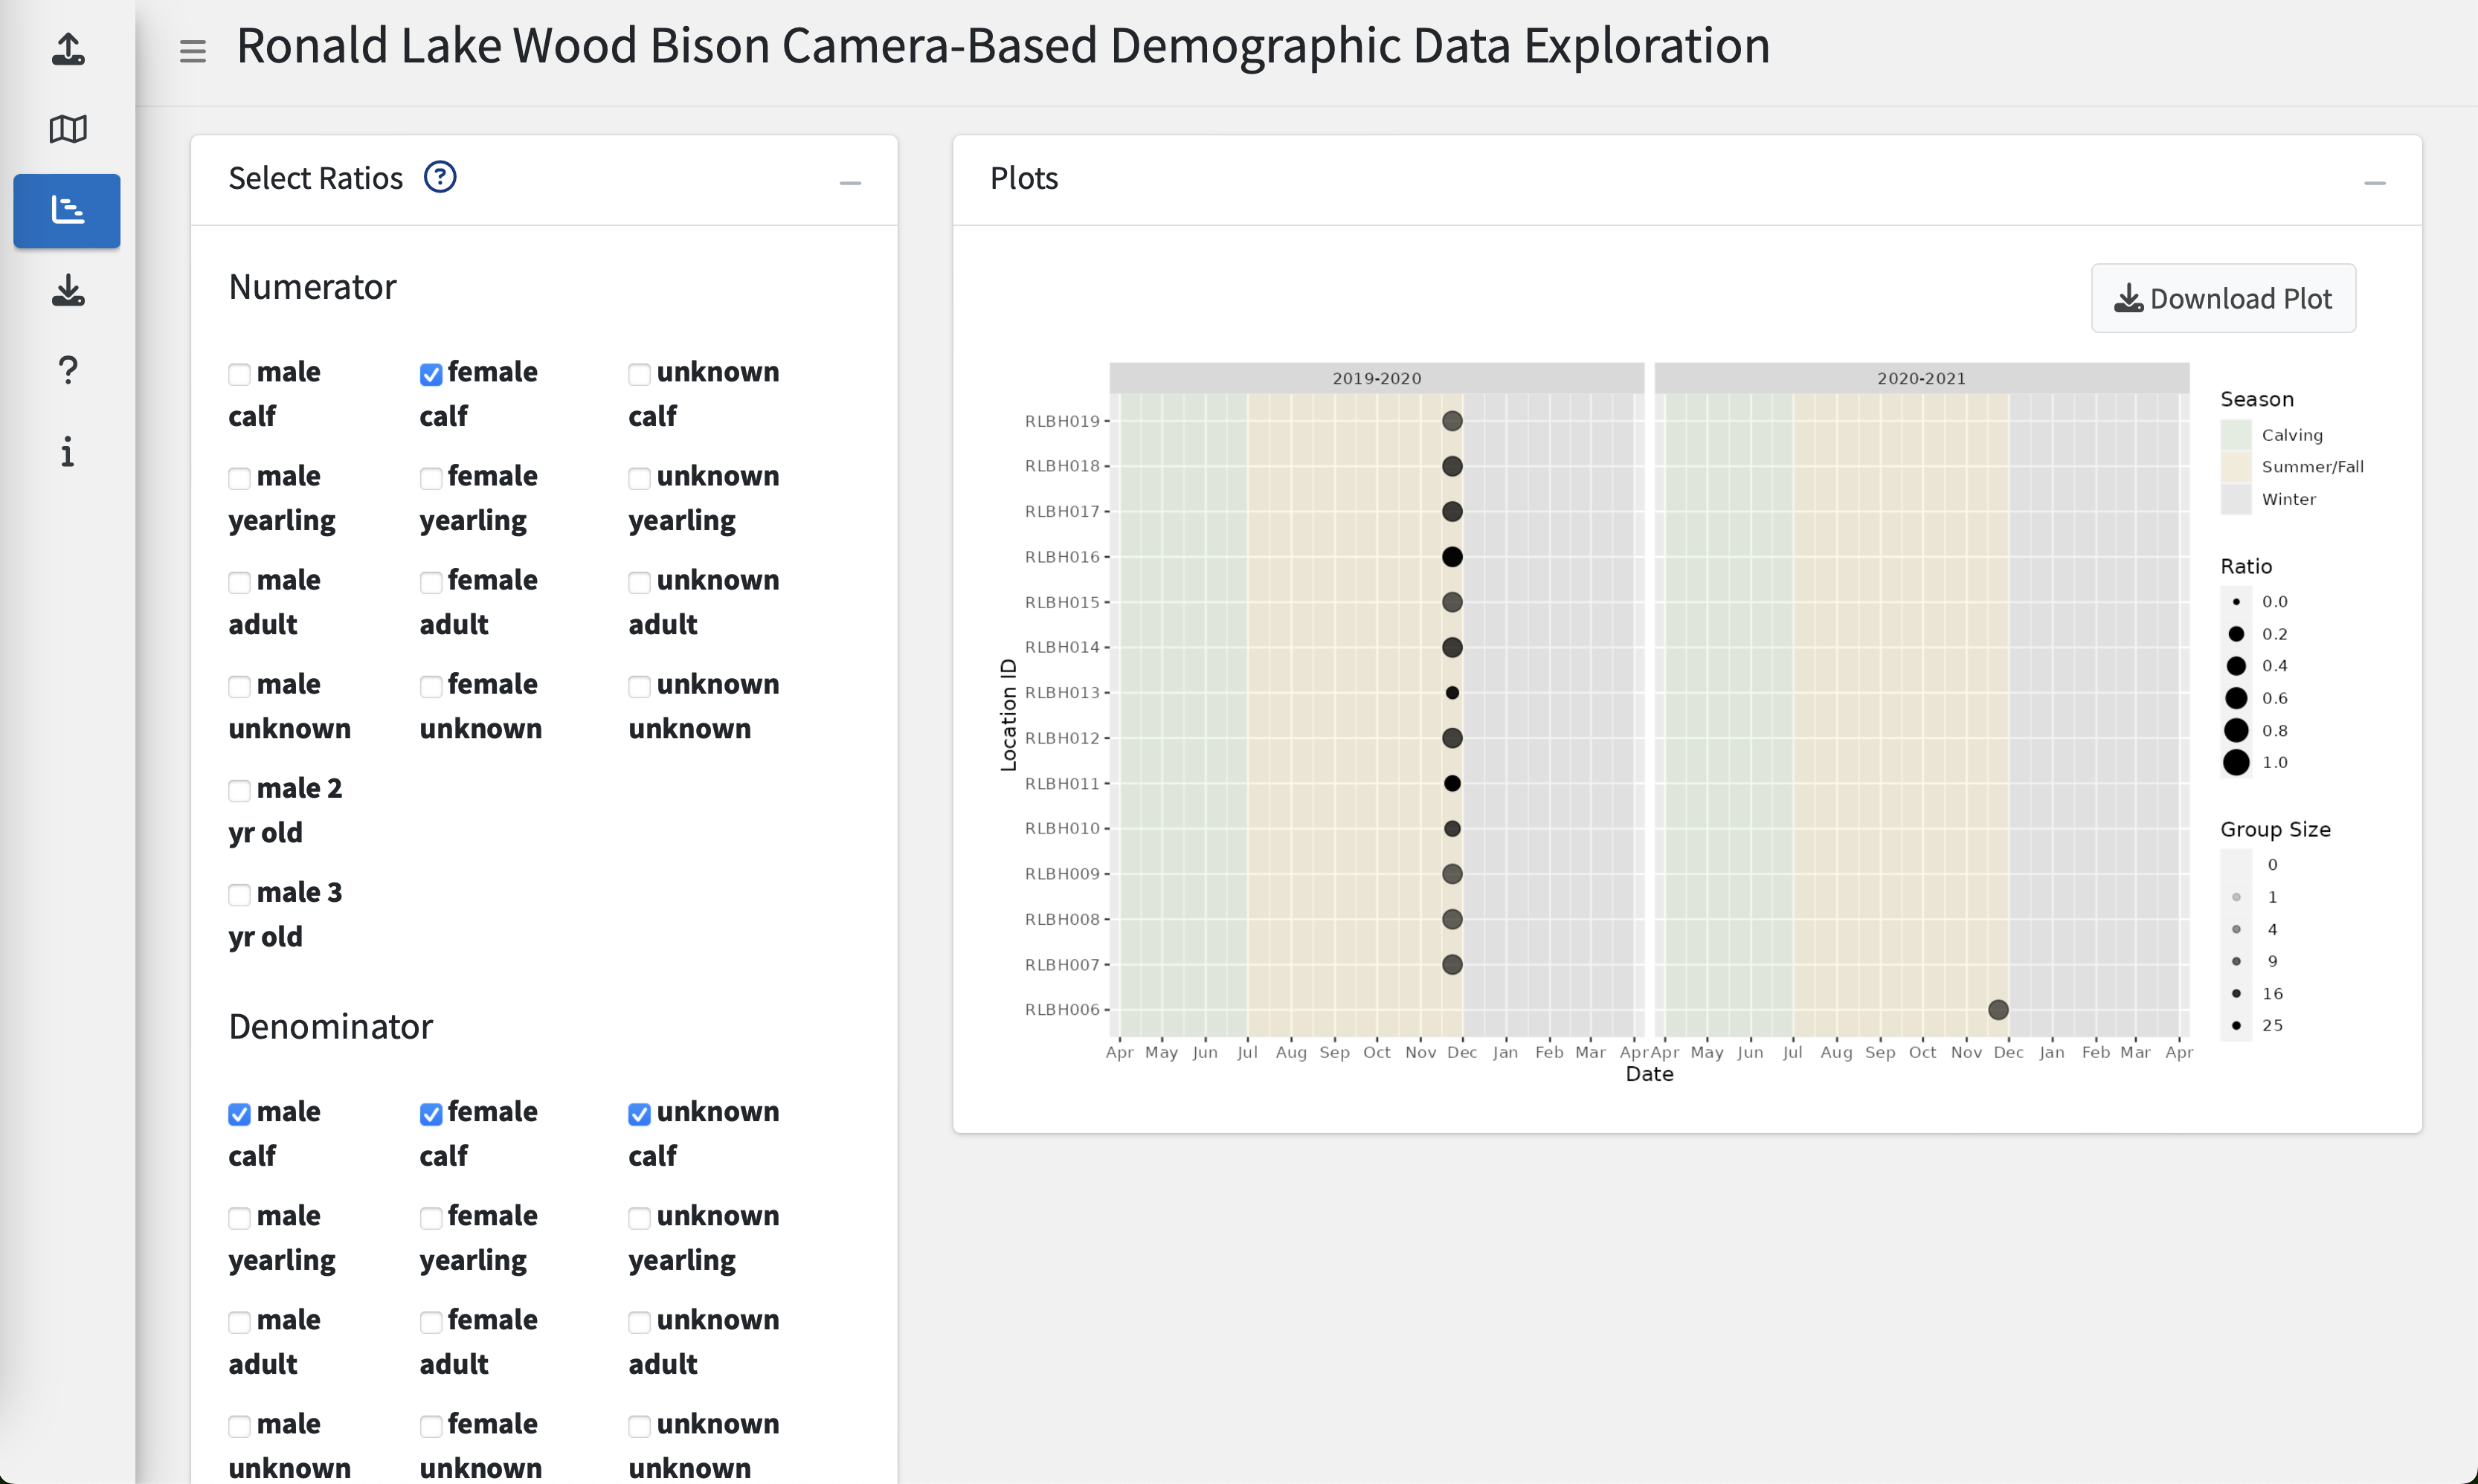 Ronald Lake Wood Bison Camera-Based Demographic Data Exploration
Select Ratios ?
Numerator
male calf
female calf
unknown calf
male yearling
female yearling
unknown yearling
male adult
female adult
unknown adult
male unknown
female unknown
unknown unknown
male 2 yr old
male 3 yr old
Denominator
male calf
female calf
unknown calf
male yearling
female yearling
unknown yearling
male adult
female adult
unknown adult
male unknown
female unknown
unknown unknown
Plots
Download Plot
2019-2020
2020-2021
Location ID
RLBH019
RLBH018
RLBH017
RLBH016
RLBH015
RLBH014
RLBH013
RLBH012
RLBH011
RLBH010
RLBH009
RLBH008
RLBH007
RLBH006
Apr May Jun Jul Aug Sep Oct Nov Dec Jan Feb Mar Apr
Apr May Jun Jul Aug Sep Oct Nov Dec Jan Feb Mar Apr
Date
Season
Calving
Summer/Fall
Winter
Ratio
0.0
0.2
0.4
0.6
0.8
1.0
Group Size
0
1
4
9
16
25